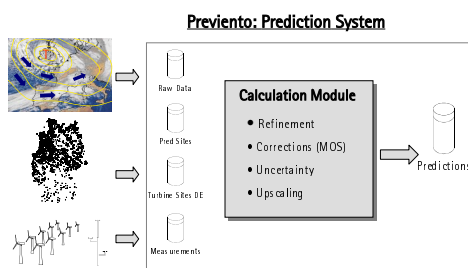 Previento: Prediction System
Raw Data
Pred Sites
Turbine Sites DE
Measurements
Calculation Module
• Refinement
• Corrections (MOS)
• Uncertainty
• Upscaling
Predictions